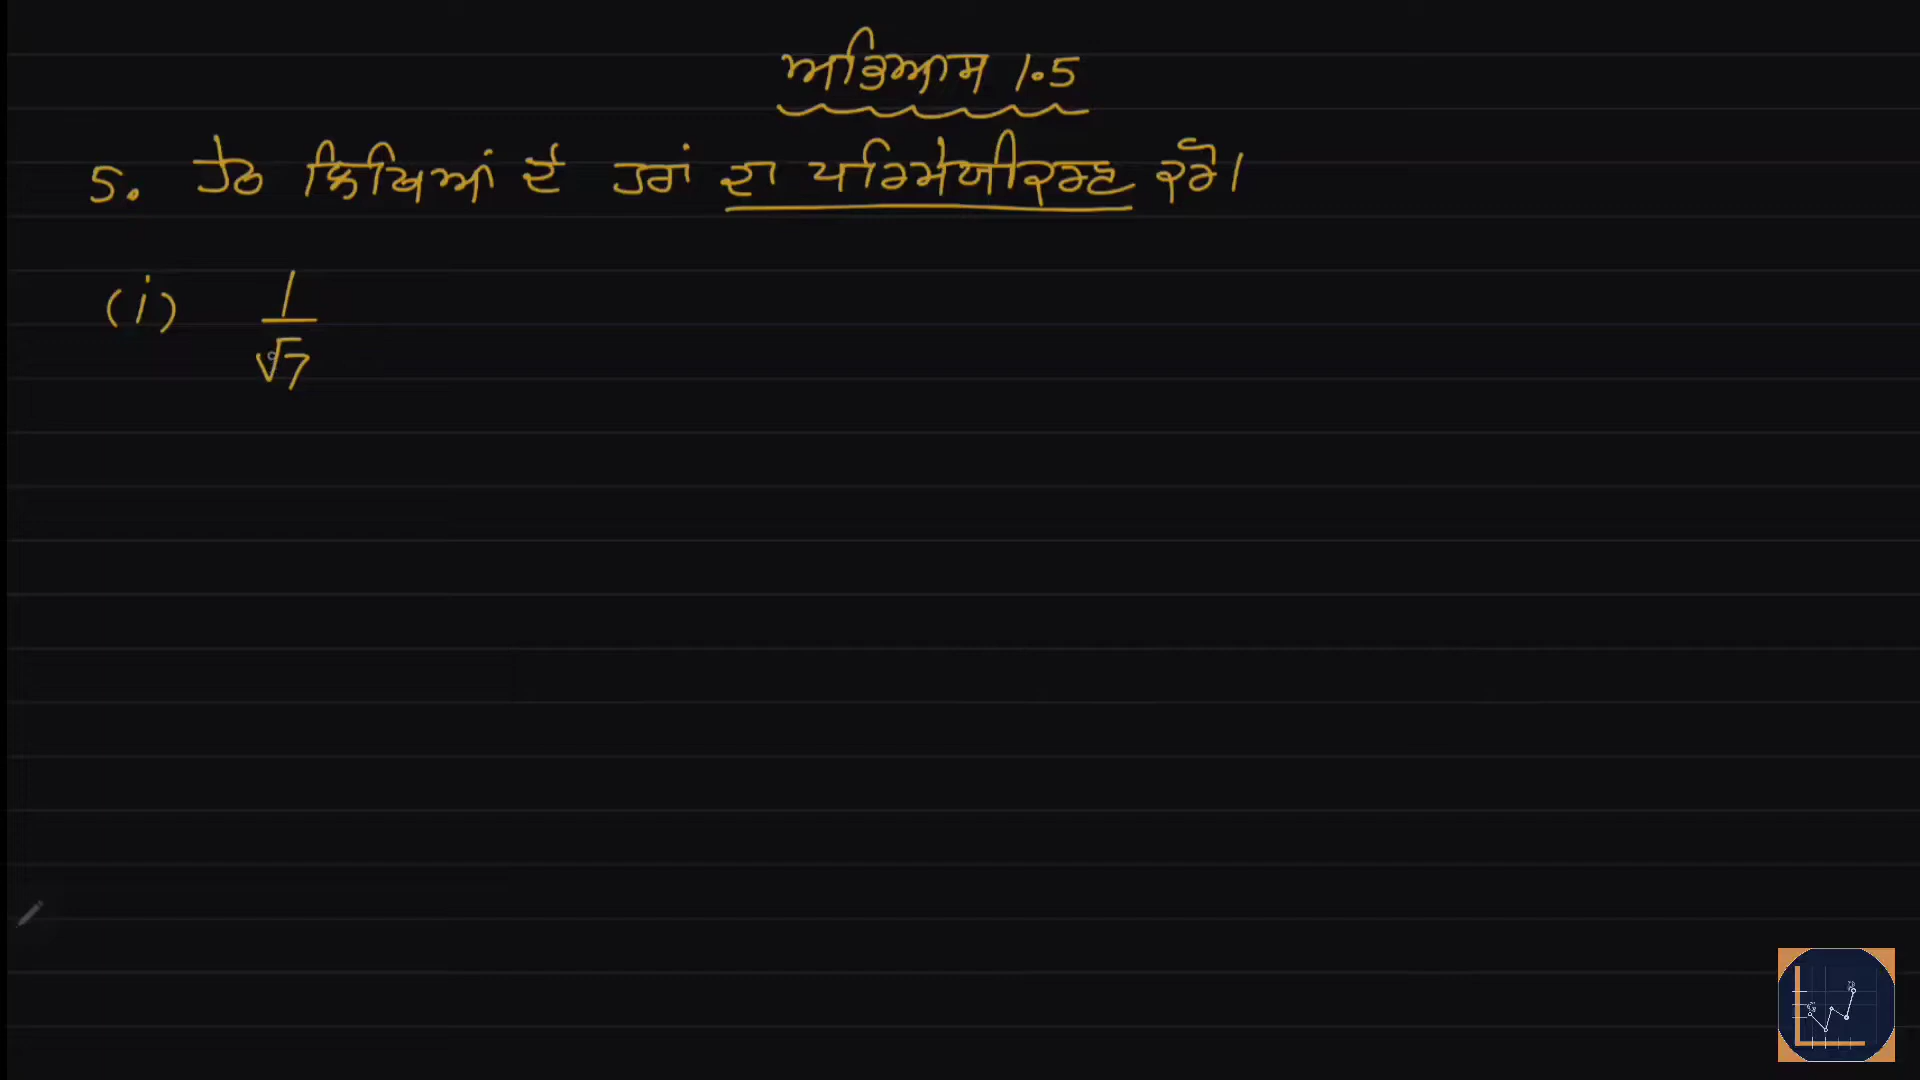 ਅਭਿਆਸ 1.5
5. ਹੇਠ ਲਿਖਿਆਂ ਦੇ ਹਰਾਂ ਦਾ ਪਰਿਮੇਯੀਕਰਣ ਕਰੋ।
(i) 1/√7